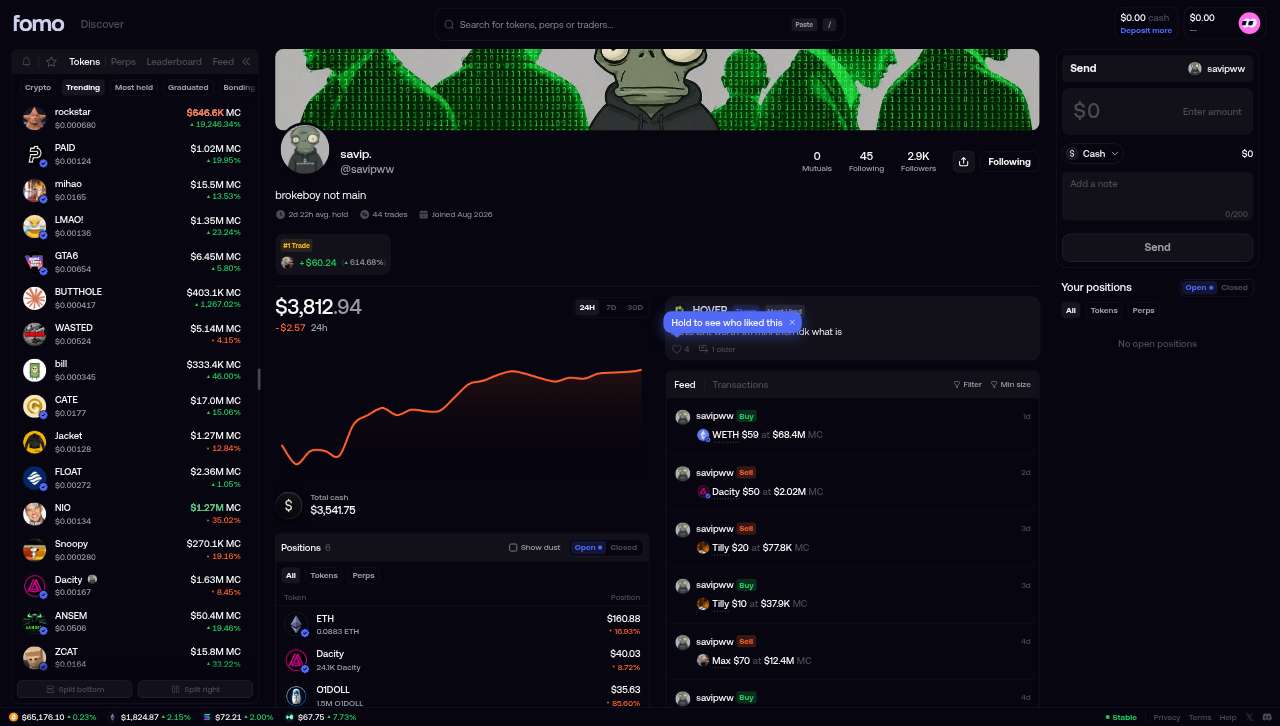 fomo
Discover
Search for tokens, perps or traders...
Paste
/
$0.00 cash
Deposit more
$0.00
—
Tokens Perps Leaderboard Feed
Crypto Trending Most held Graduated Bonding
rockstar $646.6K MC
$0.000680 19,246.34%
PAID $1.02M MC
$0.00124 19.95%
mihao $15.5M MC
$0.0165 13.53%
LMAO! $1.35M MC
$0.00136 23.24%
GTA6 $6.45M MC
$0.00654 5.80%
BUTTHOLE $403.1K MC
$0.000417 1,267.02%
WASTED $5.14M MC
$0.00524 4.15%
bill $333.4K MC
$0.000345 46.00%
CATE $17.0M MC
$0.0177 15.06%
Jacket $1.27M MC
$0.00128 12.84%
FLOAT $2.36M MC
$0.00272 1.05%
NIO $1.27M MC
$0.00134 35.02%
Snoopy $270.1K MC
$0.000280 19.16%
Dacity $1.63M MC
$0.00167 8.45%
ANSEM $50.4M MC
$0.0506 19.46%
ZCAT $15.8M MC
$0.0164 33.22%
Split bottom Split right
savip.
@savipww
0 45 2.9K
Mutuals Following Followers
Following
brokeboy not main
2d 22h avg. hold 44 trades Joined Aug 2026
#1 Trade
+$60.24 614.68%
$3,812.94
24H 7D 30D
-$2.57 24h
Total cash
$3,541.75
Positions 6
Show dust
Open Closed
All Tokens Perps
Token Position
ETH $160.88
0.0883 ETH 16.93%
Dacity $40.03
24.1K Dacity 8.72%
O1DOLL $35.63
1.5M O1DOLL 85.60%
HOVER
Hold to see who liked this ×
idk what is
4 1 older
Feed Transactions
Filter Min size
savipww Buy 1d
WETH $59 at $68.4M MC
savipww Sell 2d
Dacity $50 at $2.02M MC
savipww Sell 3d
Tilly $20 at $77.8K MC
savipww Buy 3d
Tilly $10 at $37.9K MC
savipww Sell 4d
Max $70 at $12.4M MC
savipww Buy 4d
Send
savipww
$0 Enter amount
$ Cash $0
Add a note
0/200
Send
Your positions
Open Closed
All Tokens Perps
No open positions
$65,176.10 0.23% $1,824.87 2.15% $72.21 2.00% $67.75 7.73%
Stable Privacy Terms Help